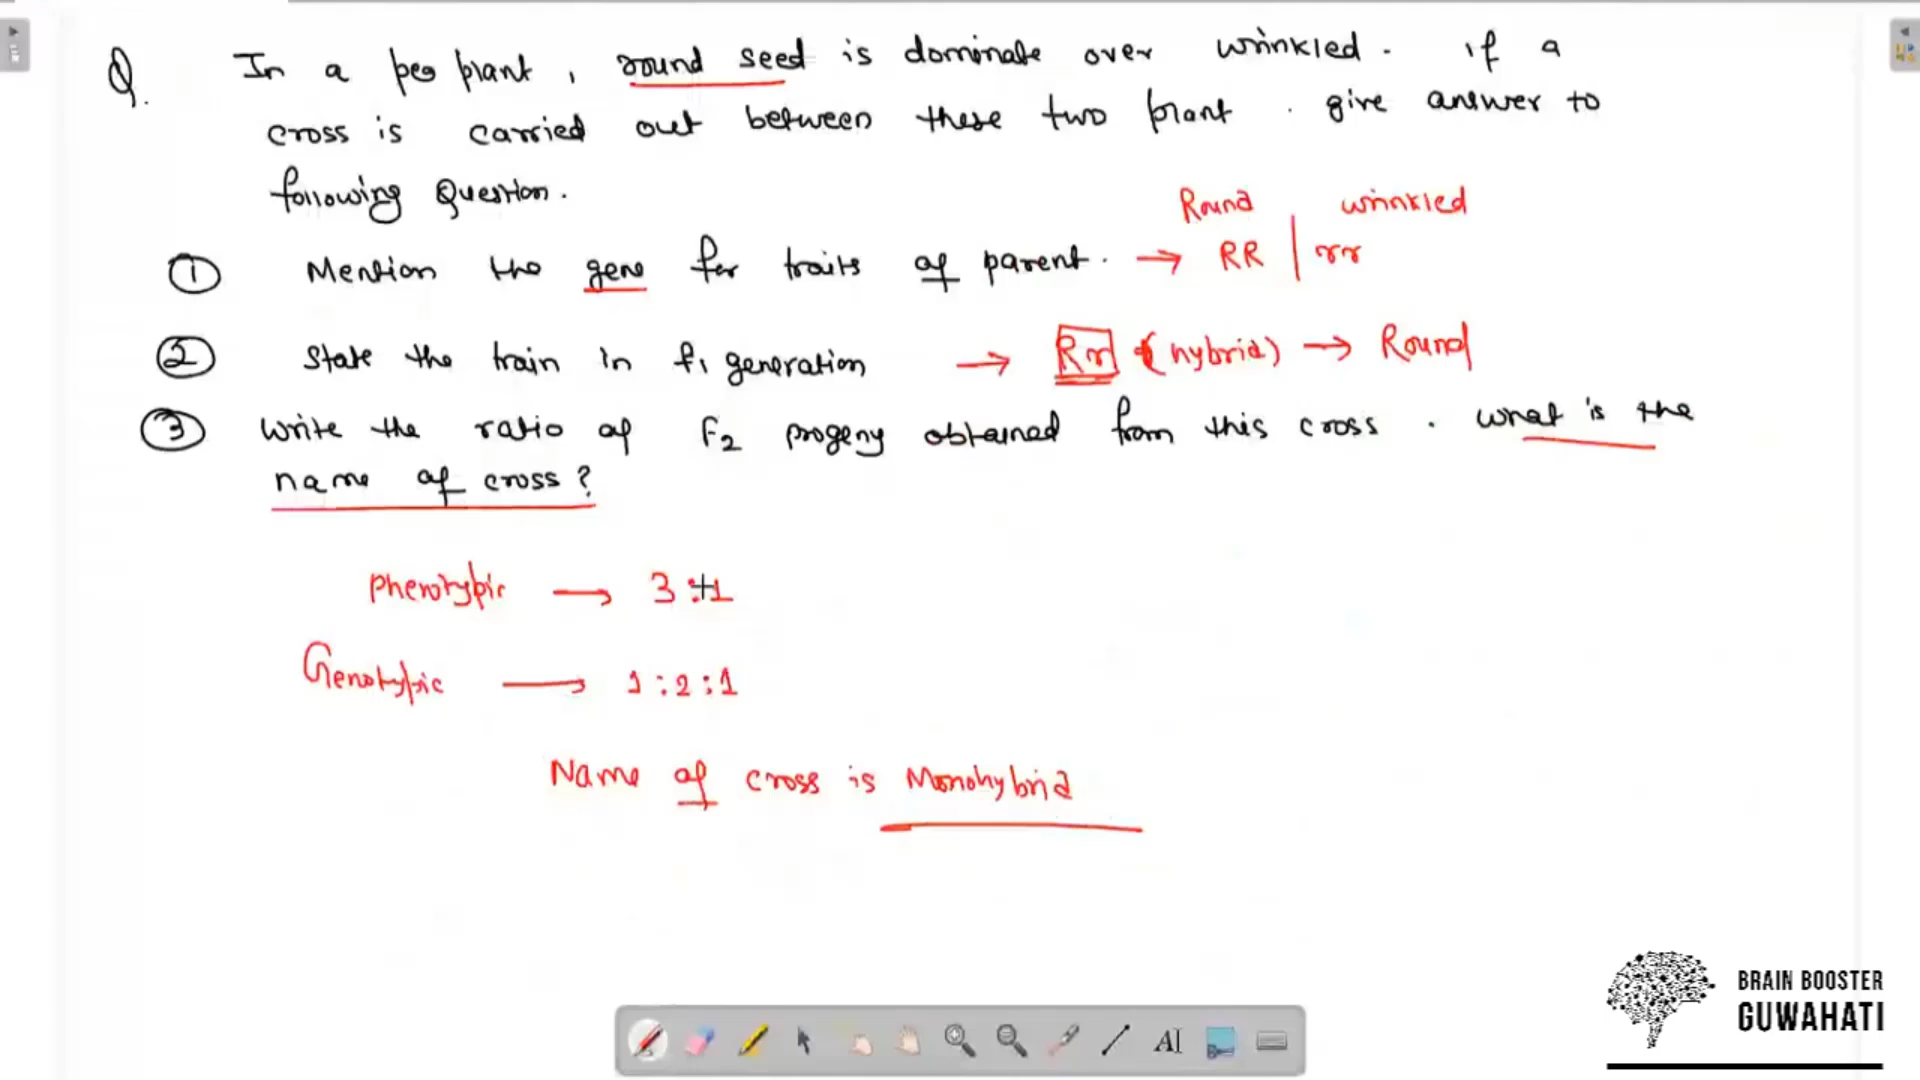 Q. In a pea plant, round seed is dominate over wrinkled. if a
cross is carried out between these two plant. give answer to
following Question.
Round wrinkled
① Mention the gene for traits of parent. → RR | rr
② State the train in f₁ generation → Rr (hybrid) → Round
③ Write the ratio of F₂ progeny obtained from this cross. what is the
name of cross?
Phenotypic → 3:1
Genotypic → 1:2:1
Name of cross is Monohybrid
AI
BRAIN BOOSTER
GUWAHATI